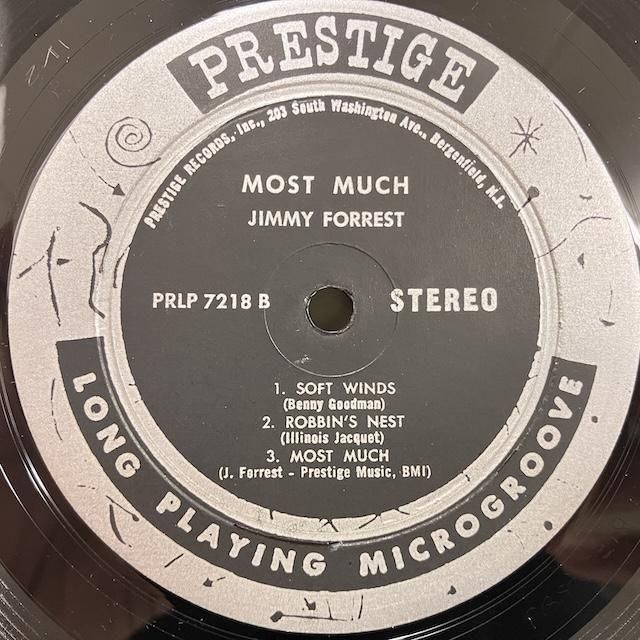 PRESTIGE
PRESTIGE RECORDS, Inc., 203 South Washington Ave., Bergenfield, N.J.
MOST MUCH
JIMMY FORREST
PRLP 7218 B
STEREO
1. SOFT WINDS
(Benny Goodman)
2. ROBBIN'S NEST
(Illinois Jacquet)
3. MOST MUCH
(J. Forrest - Prestige Music, BMI)
LONG PLAYING MICROGROOVE